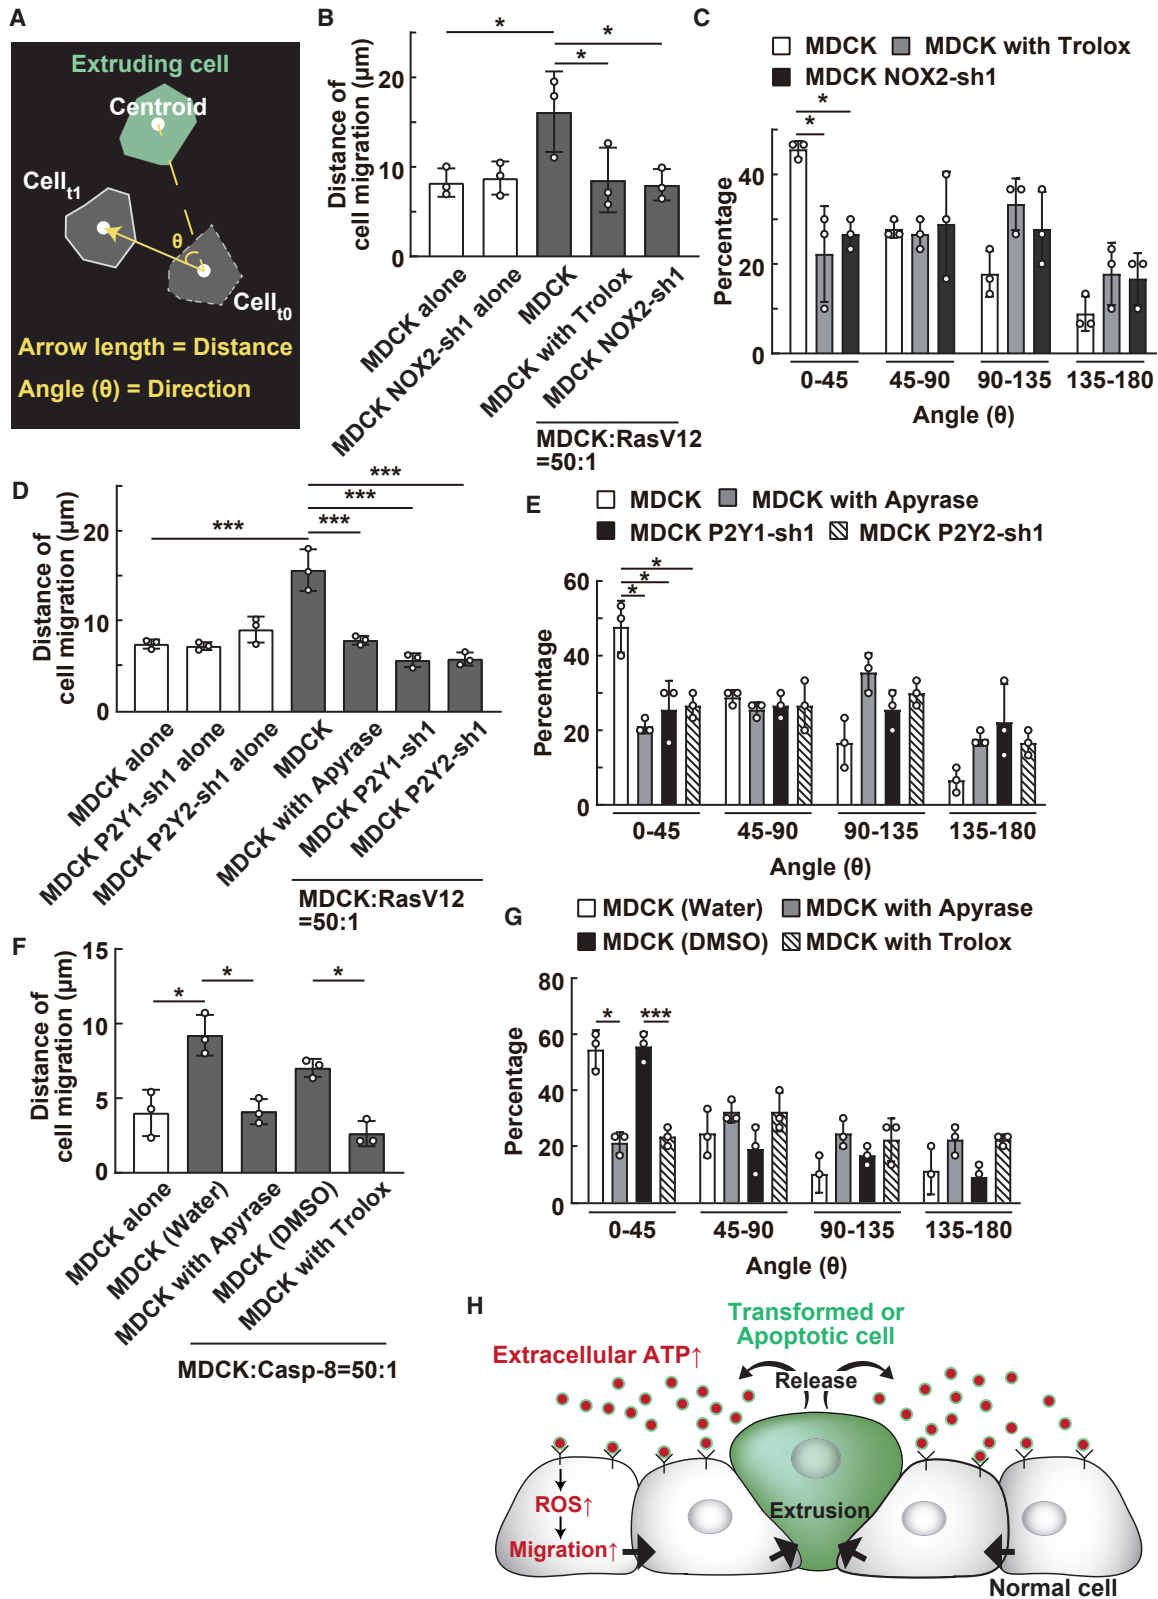 A
Extruding cell
Centroid
Cellt1
θ
Cellt0
Arrow length = Distance
Angle (θ) = Direction
B
Distance of
cell migration (μm)
20
10
0
*
*
*
MDCK alone
MDCK NOX2-sh1 alone
MDCK
MDCK with Trolox
MDCK NOX2-sh1
MDCK:RasV12
=50:1
C
MDCK
MDCK with Trolox
MDCK NOX2-sh1
Percentage
40
20
0
*
*
0-45
45-90
90-135
135-180
Angle (θ)
D
Distance of
cell migration (μm)
20
10
0
***
***
***
***
MDCK alone
MDCK P2Y1-sh1 alone
MDCK P2Y2-sh1 alone
MDCK
MDCK with Apyrase
MDCK P2Y1-sh1
MDCK P2Y2-sh1
MDCK:RasV12
=50:1
E
MDCK
MDCK with Apyrase
MDCK P2Y1-sh1
MDCK P2Y2-sh1
Percentage
60
40
20
0
*
*
*
0-45
45-90
90-135
135-180
Angle (θ)
F
Distance of
cell migration (μm)
15
10
5
0
*
*
*
MDCK alone
MDCK (Water)
MDCK with Apyrase
MDCK (DMSO)
MDCK with Trolox
MDCK:Casp-8=50:1
G
MDCK (Water)
MDCK with Apyrase
MDCK (DMSO)
MDCK with Trolox
Percentage
80
60
40
20
0
*
***
0-45
45-90
90-135
135-180
Angle (θ)
H
Transformed or
Apoptotic cell
Extracellular ATP↑
Release
ROS↑
Migration↑
Extrusion
Normal cell